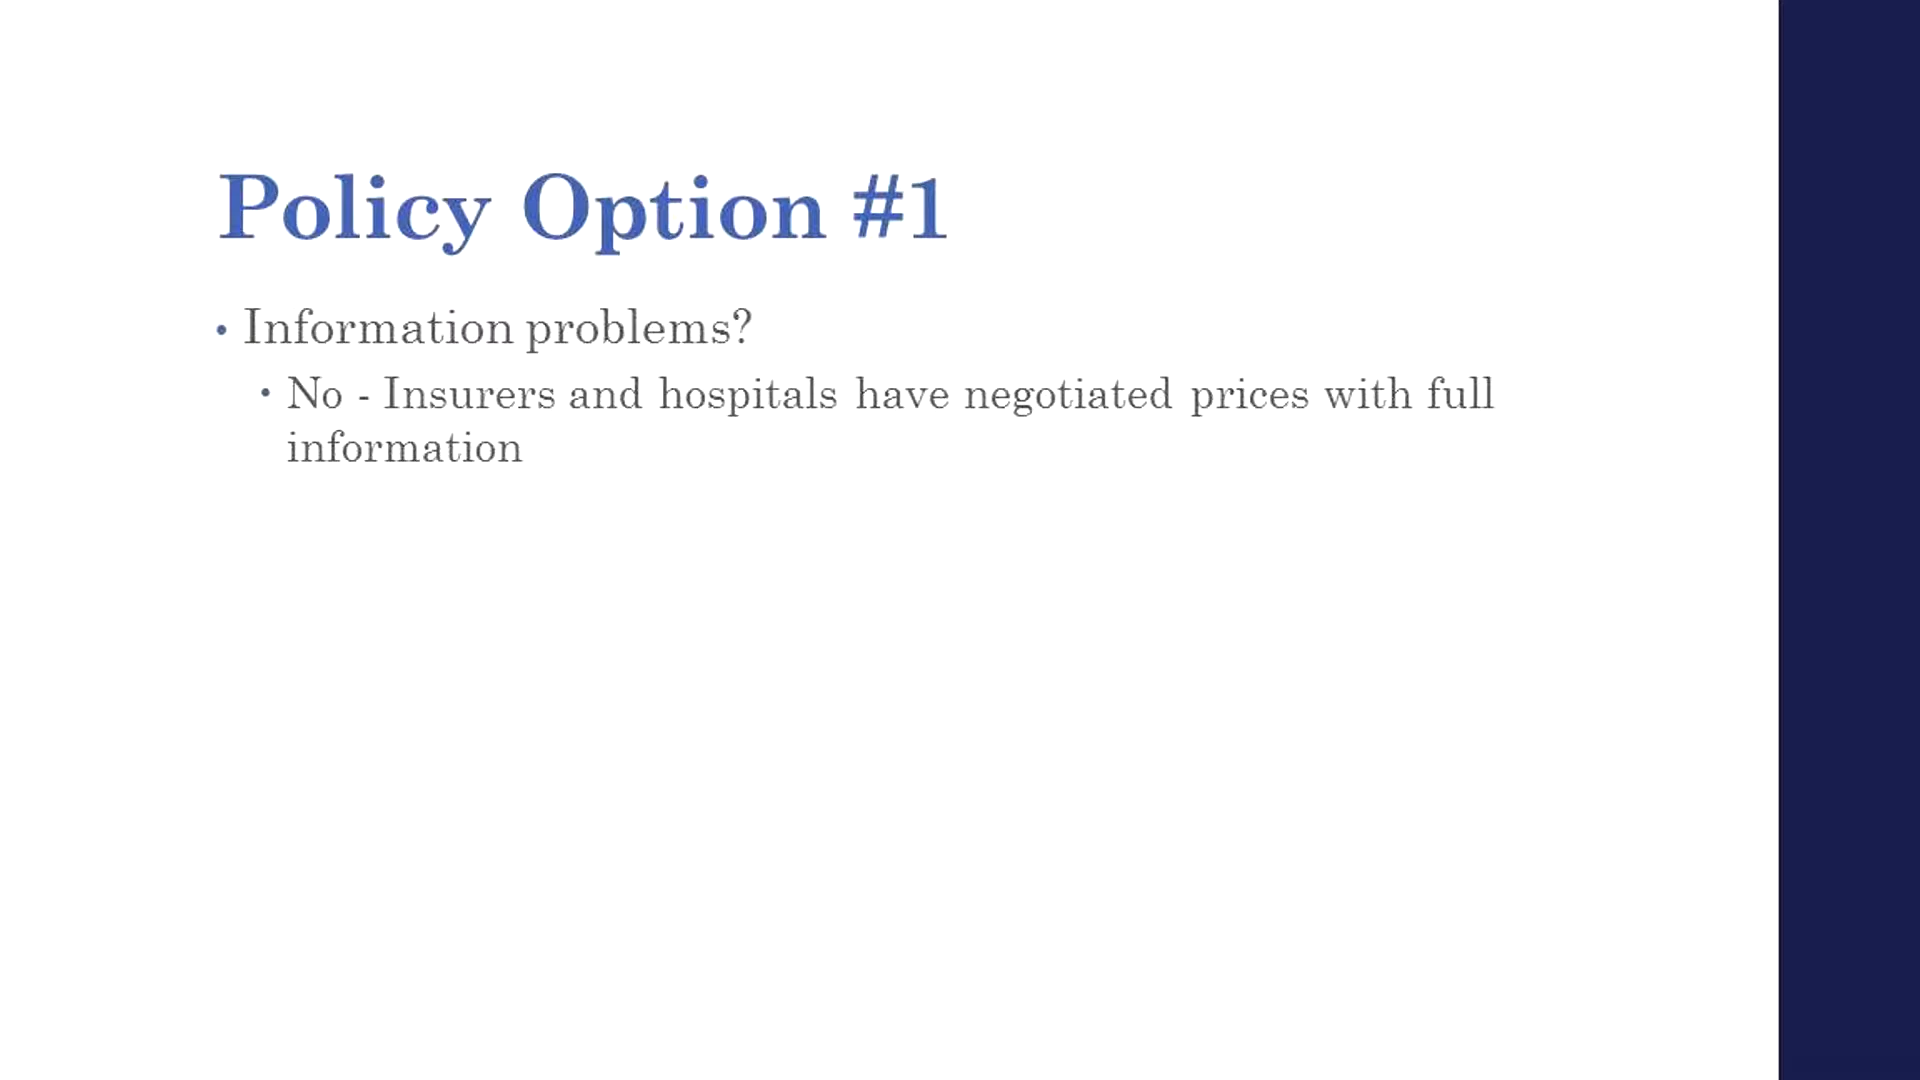 Policy Option #1
• Information problems?
• No - Insurers and hospitals have negotiated prices with full
information